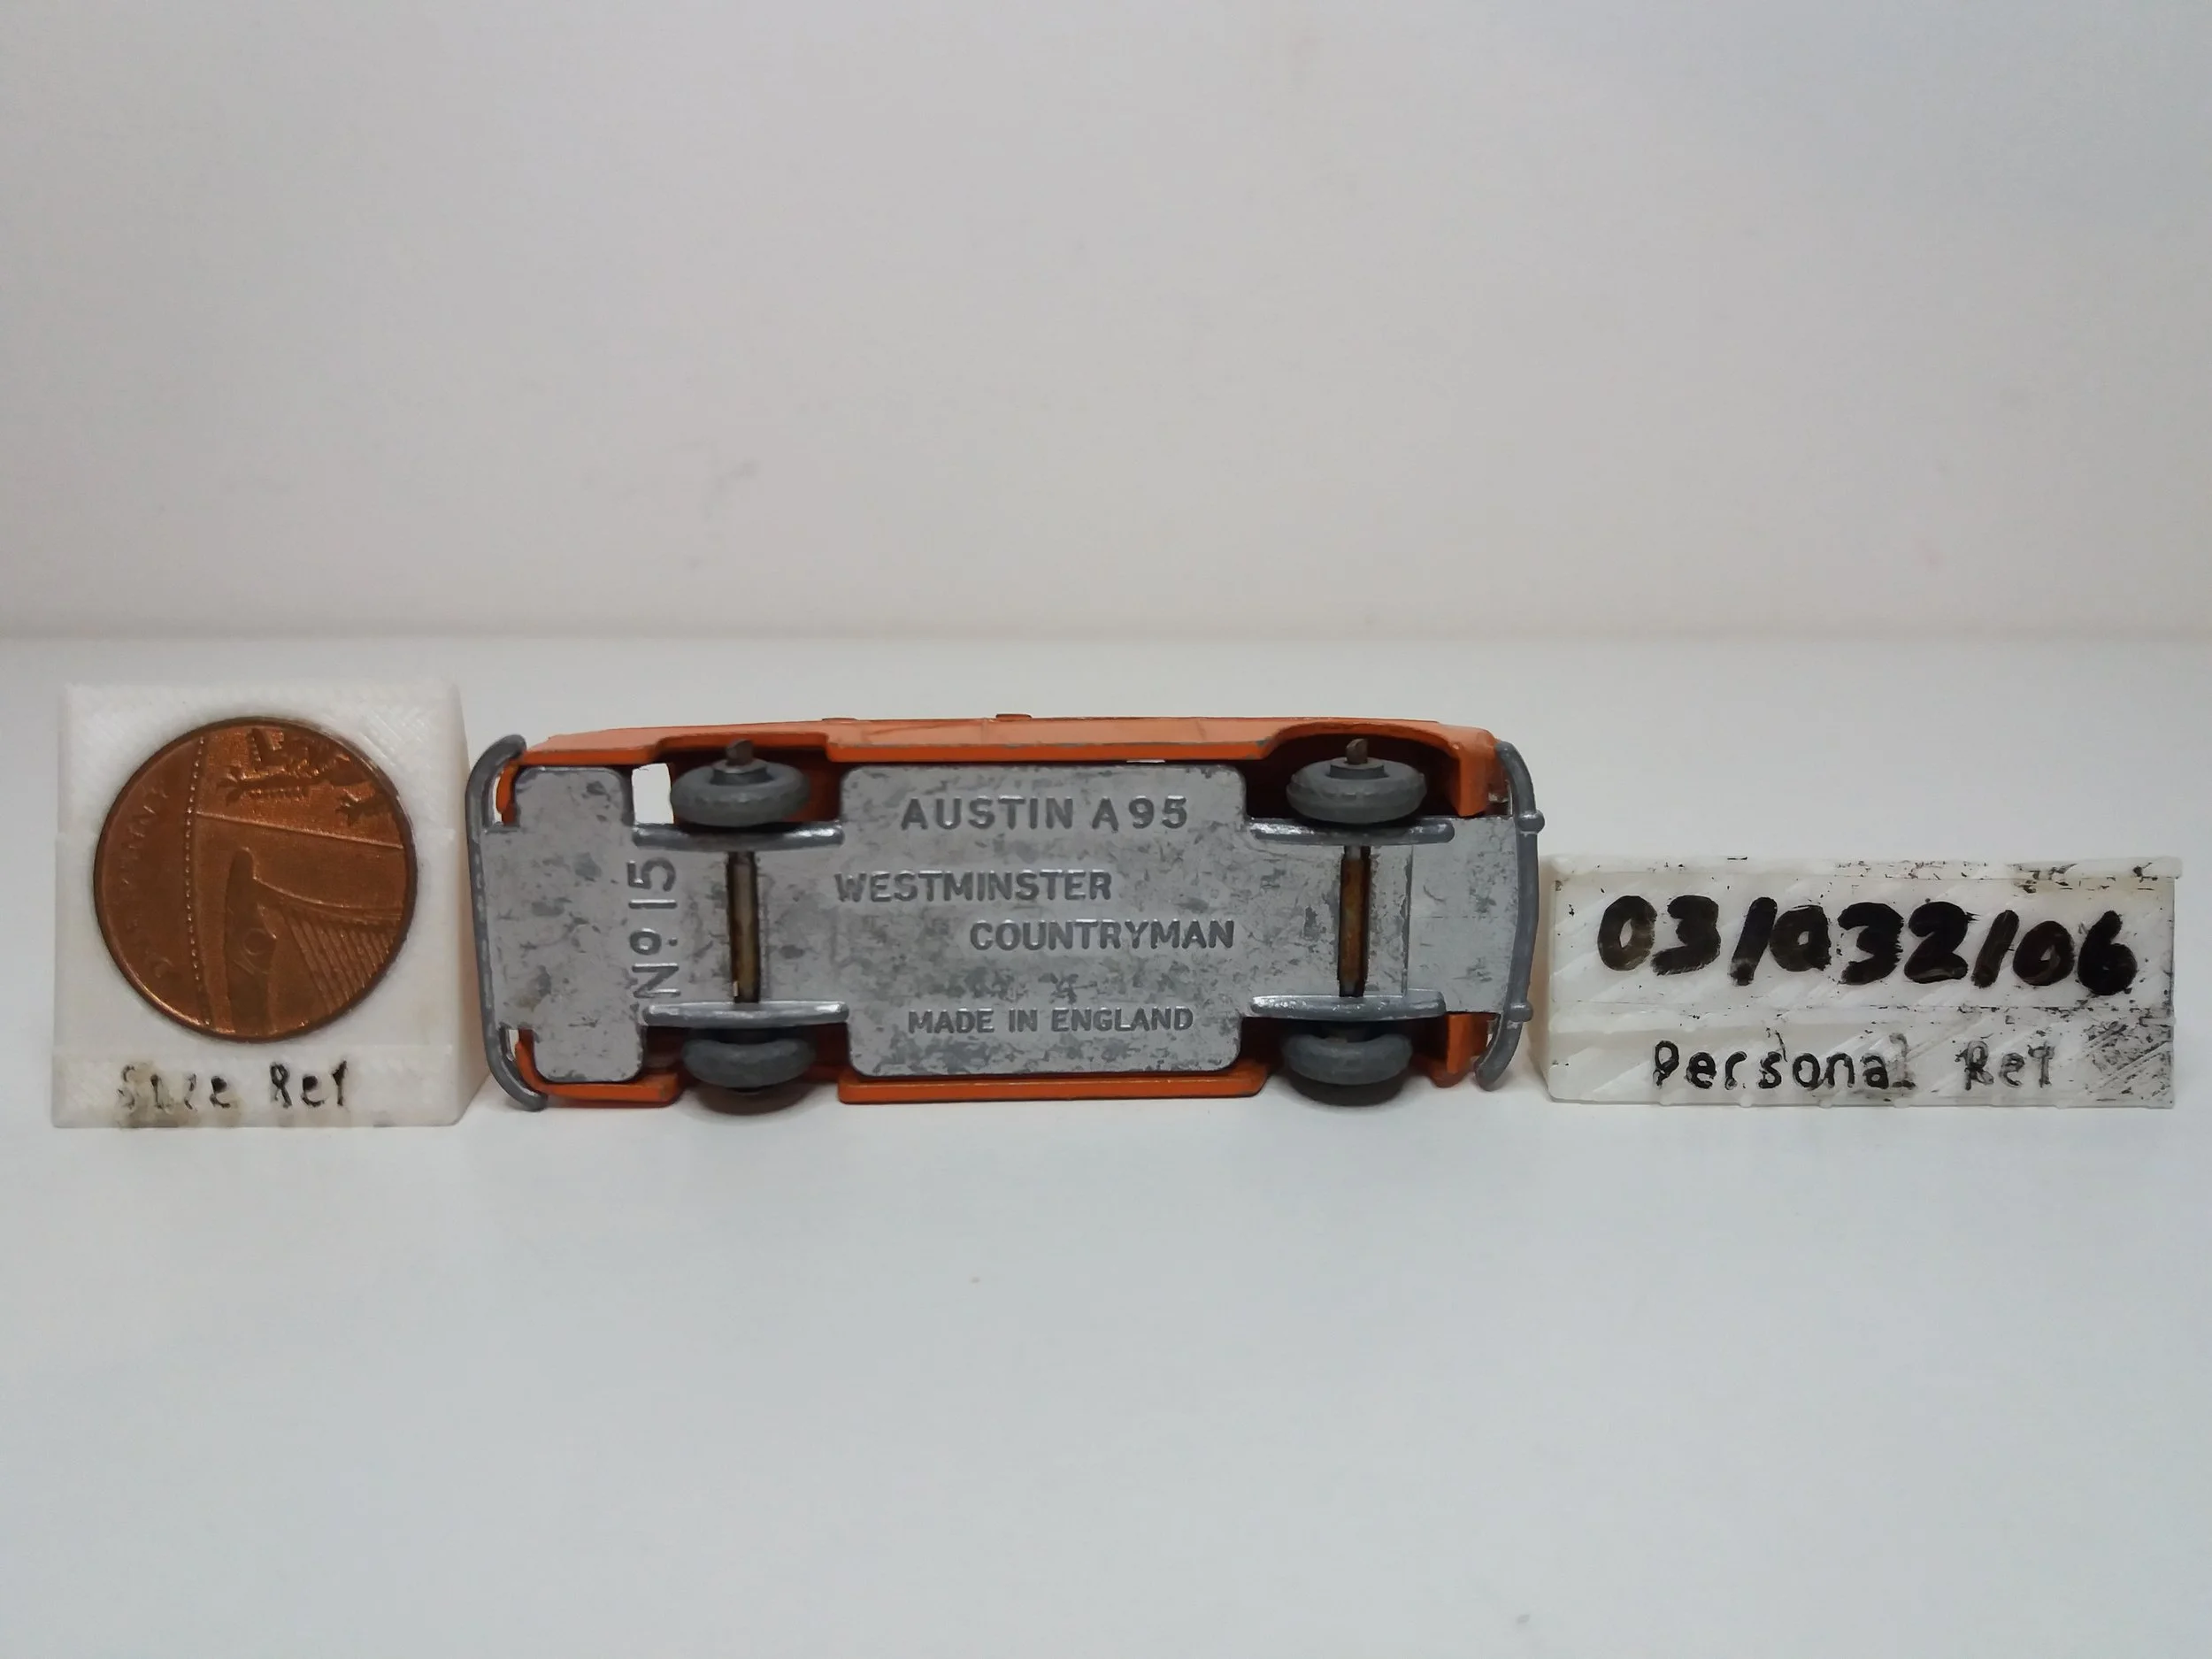 AUSTIN A95
WESTMINSTER
COUNTRYMAN
MADE IN ENGLAND
No. 15
Size Ref
03/032/06
Personal Ref